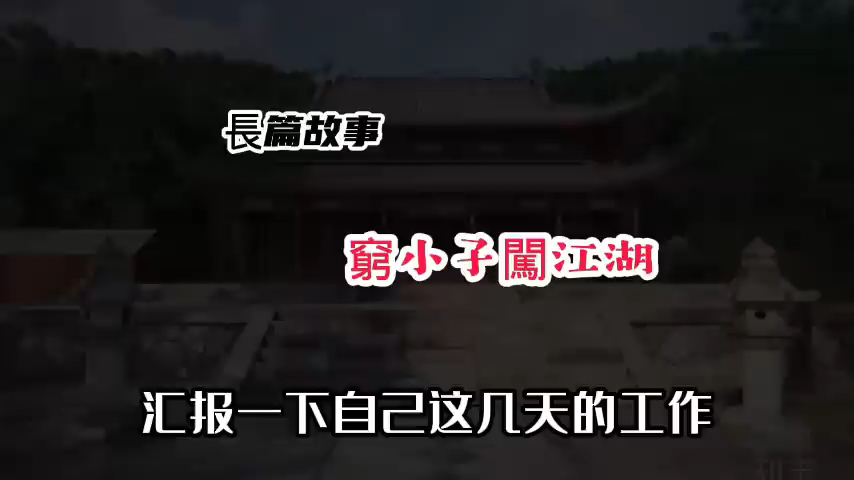 長篇故事
窮小子闖江湖
汇报一下自己这几天的工作